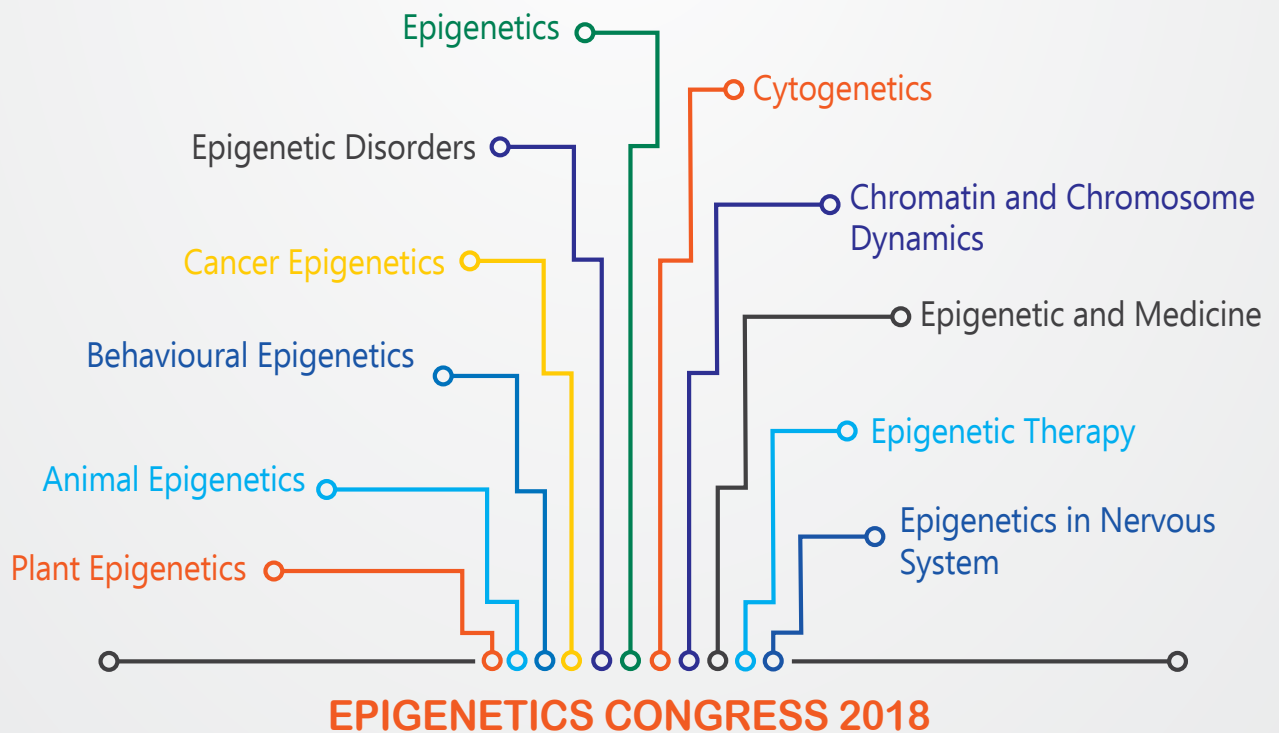 Epigenetics
Cytogenetics
Epigenetic Disorders
Chromatin and Chromosome
Dynamics
Cancer Epigenetics
Epigenetic and Medicine
Behavioural Epigenetics
Epigenetic Therapy
Animal Epigenetics
Epigenetics in Nervous
System
Plant Epigenetics
EPIGENETICS CONGRESS 2018